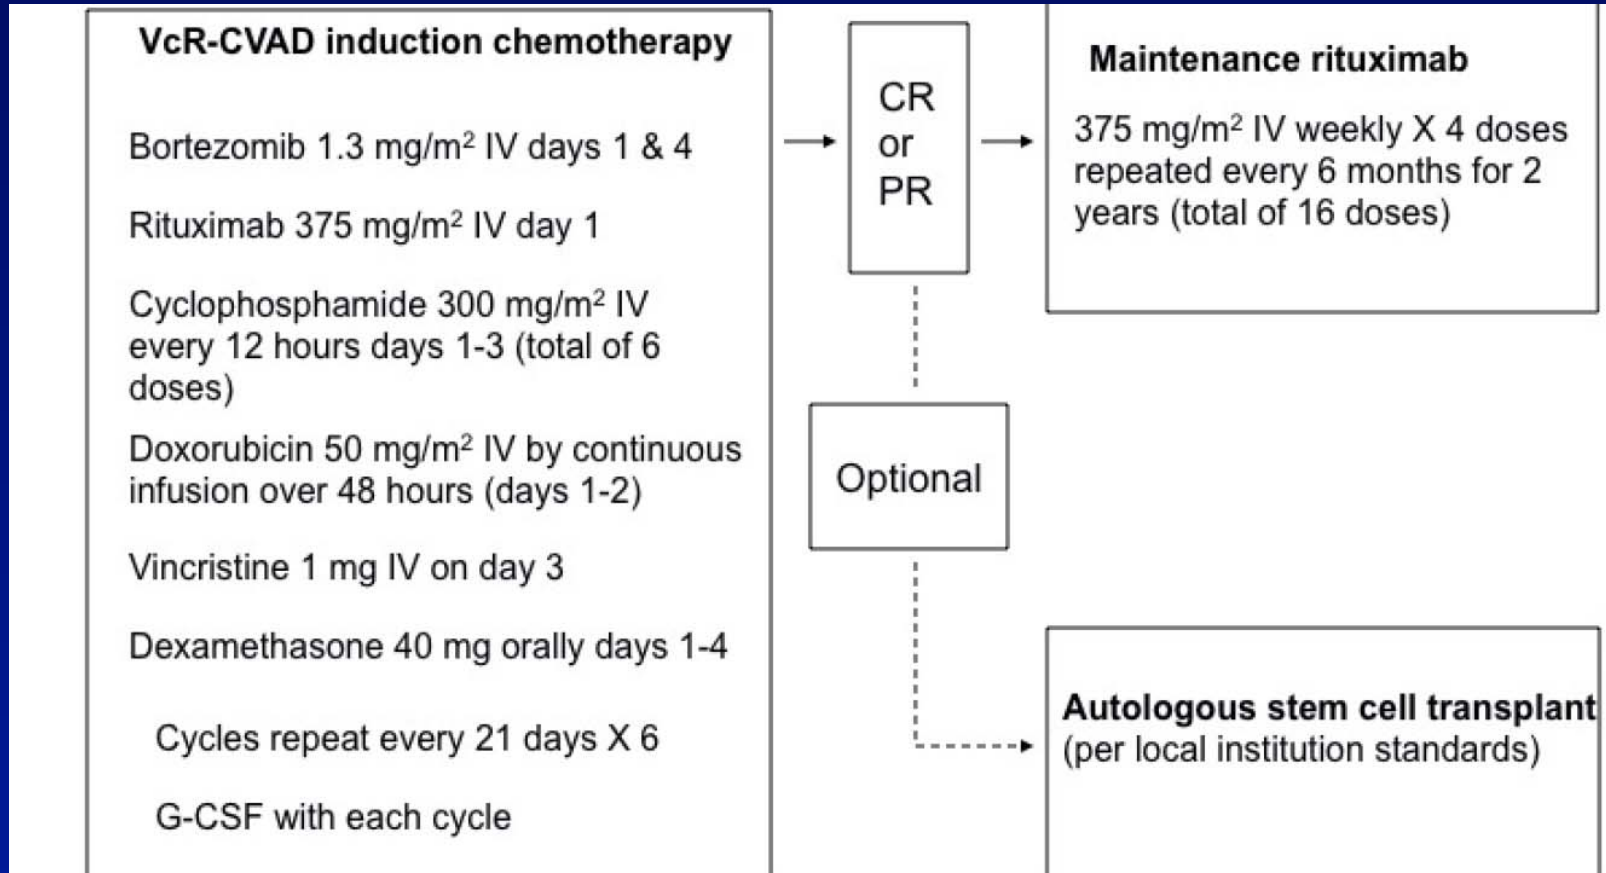 VcR-CVAD induction chemotherapy
Bortezomib 1.3 mg/m² IV days 1 & 4
Rituximab 375 mg/m² IV day 1
Cyclophosphamide 300 mg/m² IV
every 12 hours days 1-3 (total of 6
doses)
Doxorubicin 50 mg/m² IV by continuous
infusion over 48 hours (days 1-2)
Vincristine 1 mg IV on day 3
Dexamethasone 40 mg orally days 1-4
Cycles repeat every 21 days X 6
G-CSF with each cycle
CR
or
PR
Maintenance rituximab
375 mg/m² IV weekly X 4 doses
repeated every 6 months for 2
years (total of 16 doses)
Optional
Autologous stem cell transplant
(per local institution standards)